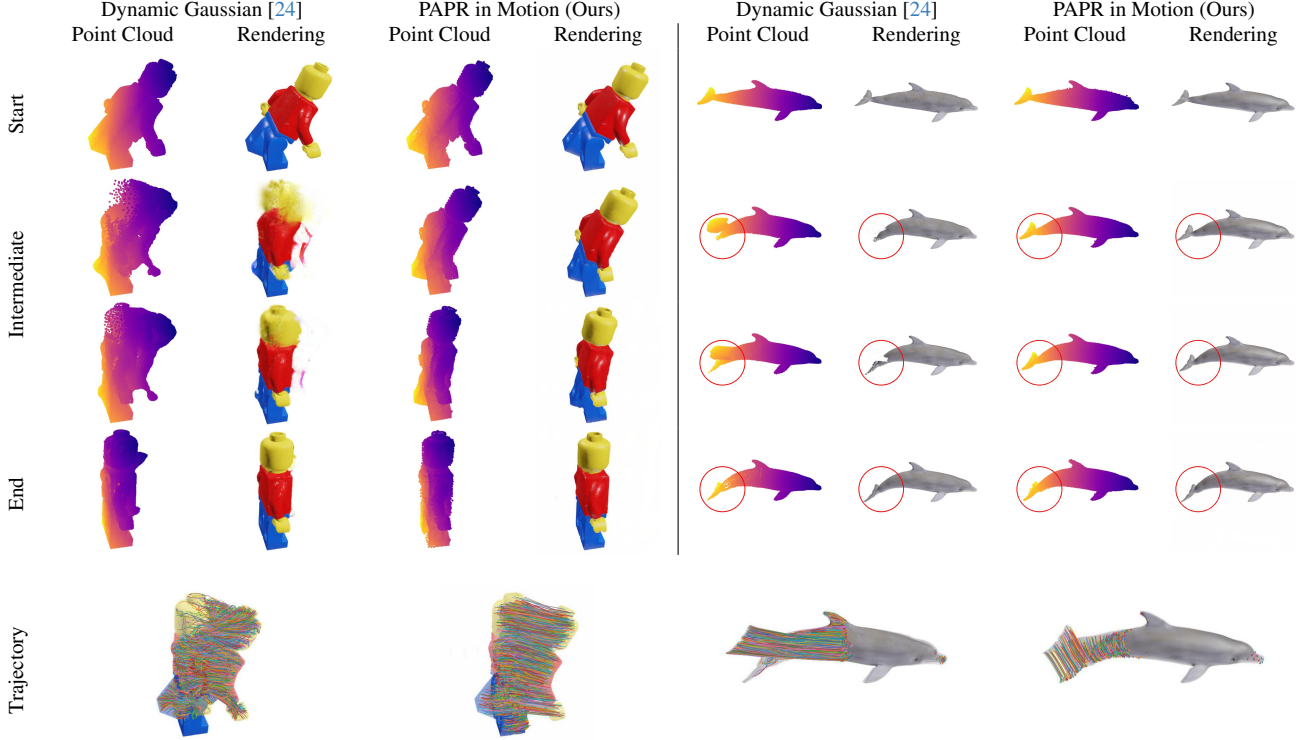 Dynamic Gaussian [24] PAPR in Motion (Ours) Dynamic Gaussian [24] PAPR in Motion (Ours)
Point Cloud Rendering Point Cloud Rendering Point Cloud Rendering Point Cloud Rendering
Start
Intermediate
End
Trajectory